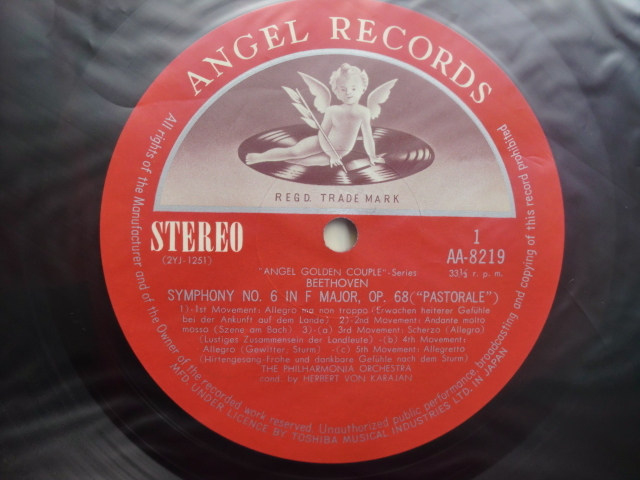 ANGEL RECORDS
REGD. TRADE MARK
STEREO
(2YJ-1251)
1
AA-8219
33⅓ r. p. m.
"ANGEL GOLDEN COUPLE"-Series
BEETHOVEN
SYMPHONY NO. 6 IN F MAJOR, OP. 68("PASTORALE")
1)-1st Movement: Allegro ma non troppo (Erwachen heiterer Gefühle
bei der Ankunft auf dem Lande) 2)-2nd Movement: Andante molto
mosso (Szene am Bach) 3)-(a) 3rd Movement: Scherzo (Allegro)
(Lustiges Zusammensein der Landleute) -(b) 4th Movement:
Allegro (Gewitter, Sturm) -(c) 5th Movement: Allegretto
(Hirtengesang Frohe und dankbare Gefühle nach dem Sturm)
THE PHILHARMONIA ORCHESTRA
cond. by HERBERT VON KARAJAN
All rights of the Manufacturer and of the Owner of the recorded work reserved. Unauthorized public performance, broadcasting and copying of this record prohibited
MFD. UNDER LICENCE BY TOSHIBA MUSICAL INDUSTRIES LTD. IN JAPAN